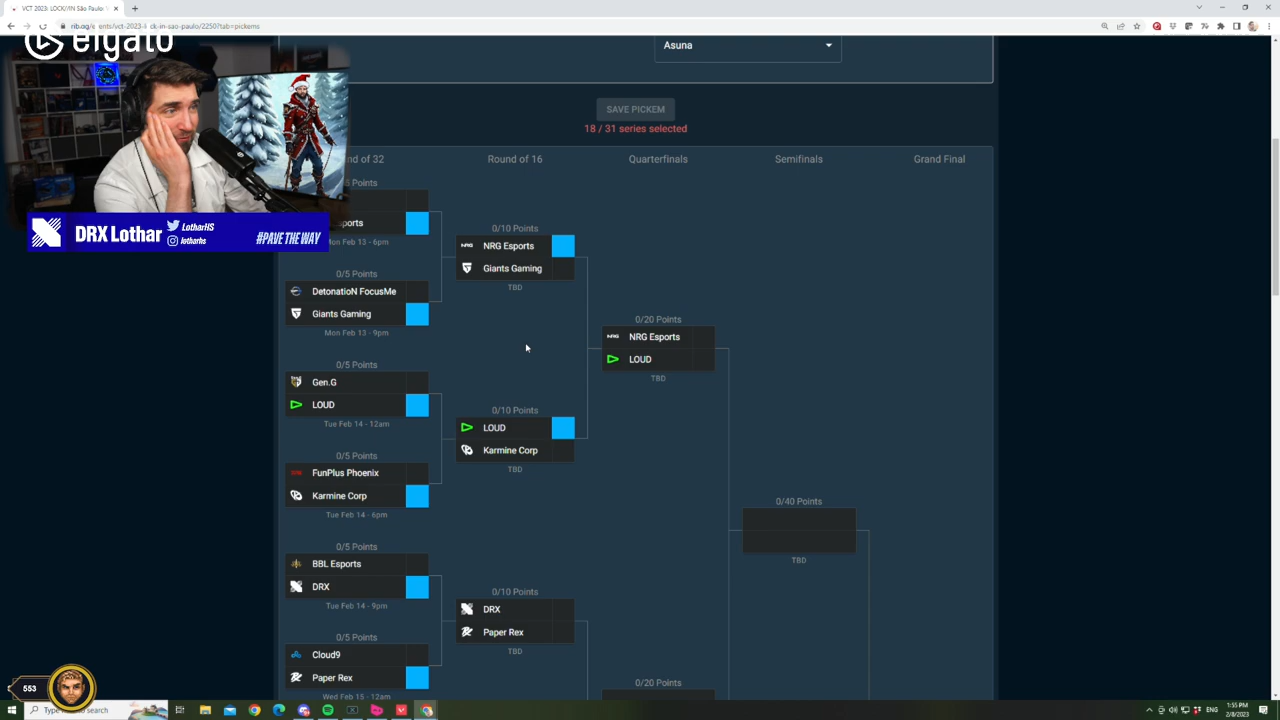 VCT 2023: LOCK//IN São Paulo:
elgato
Asuna
SAVE PICKEM
18 / 31 series selected
Round of 16
Quarterfinals
Semifinals
Grand Final
Points
DRX Lothar
LotharHS
lotharhs
#PAVE THE WAY
Mon Feb 13 - 6pm
0/5 Points
DetonatioN FocusMe
Giants Gaming
Mon Feb 13 - 9pm
0/5 Points
Gen.G
LOUD
Tue Feb 14 - 12am
0/5 Points
FunPlus Phoenix
Karmine Corp
Tue Feb 14 - 6pm
0/5 Points
BBL Esports
DRX
Tue Feb 14 - 9pm
0/5 Points
Cloud9
Paper Rex
Wed Feb 15 - 12am
0/10 Points
NRG NRG Esports
Giants Gaming
TBD
0/10 Points
LOUD
Karmine Corp
TBD
0/10 Points
DRX
Paper Rex
TBD
0/20 Points
NRG NRG Esports
LOUD
TBD
0/20 Points
0/40 Points
TBD
553
search
ENG
1:55 PM
2/8/2023